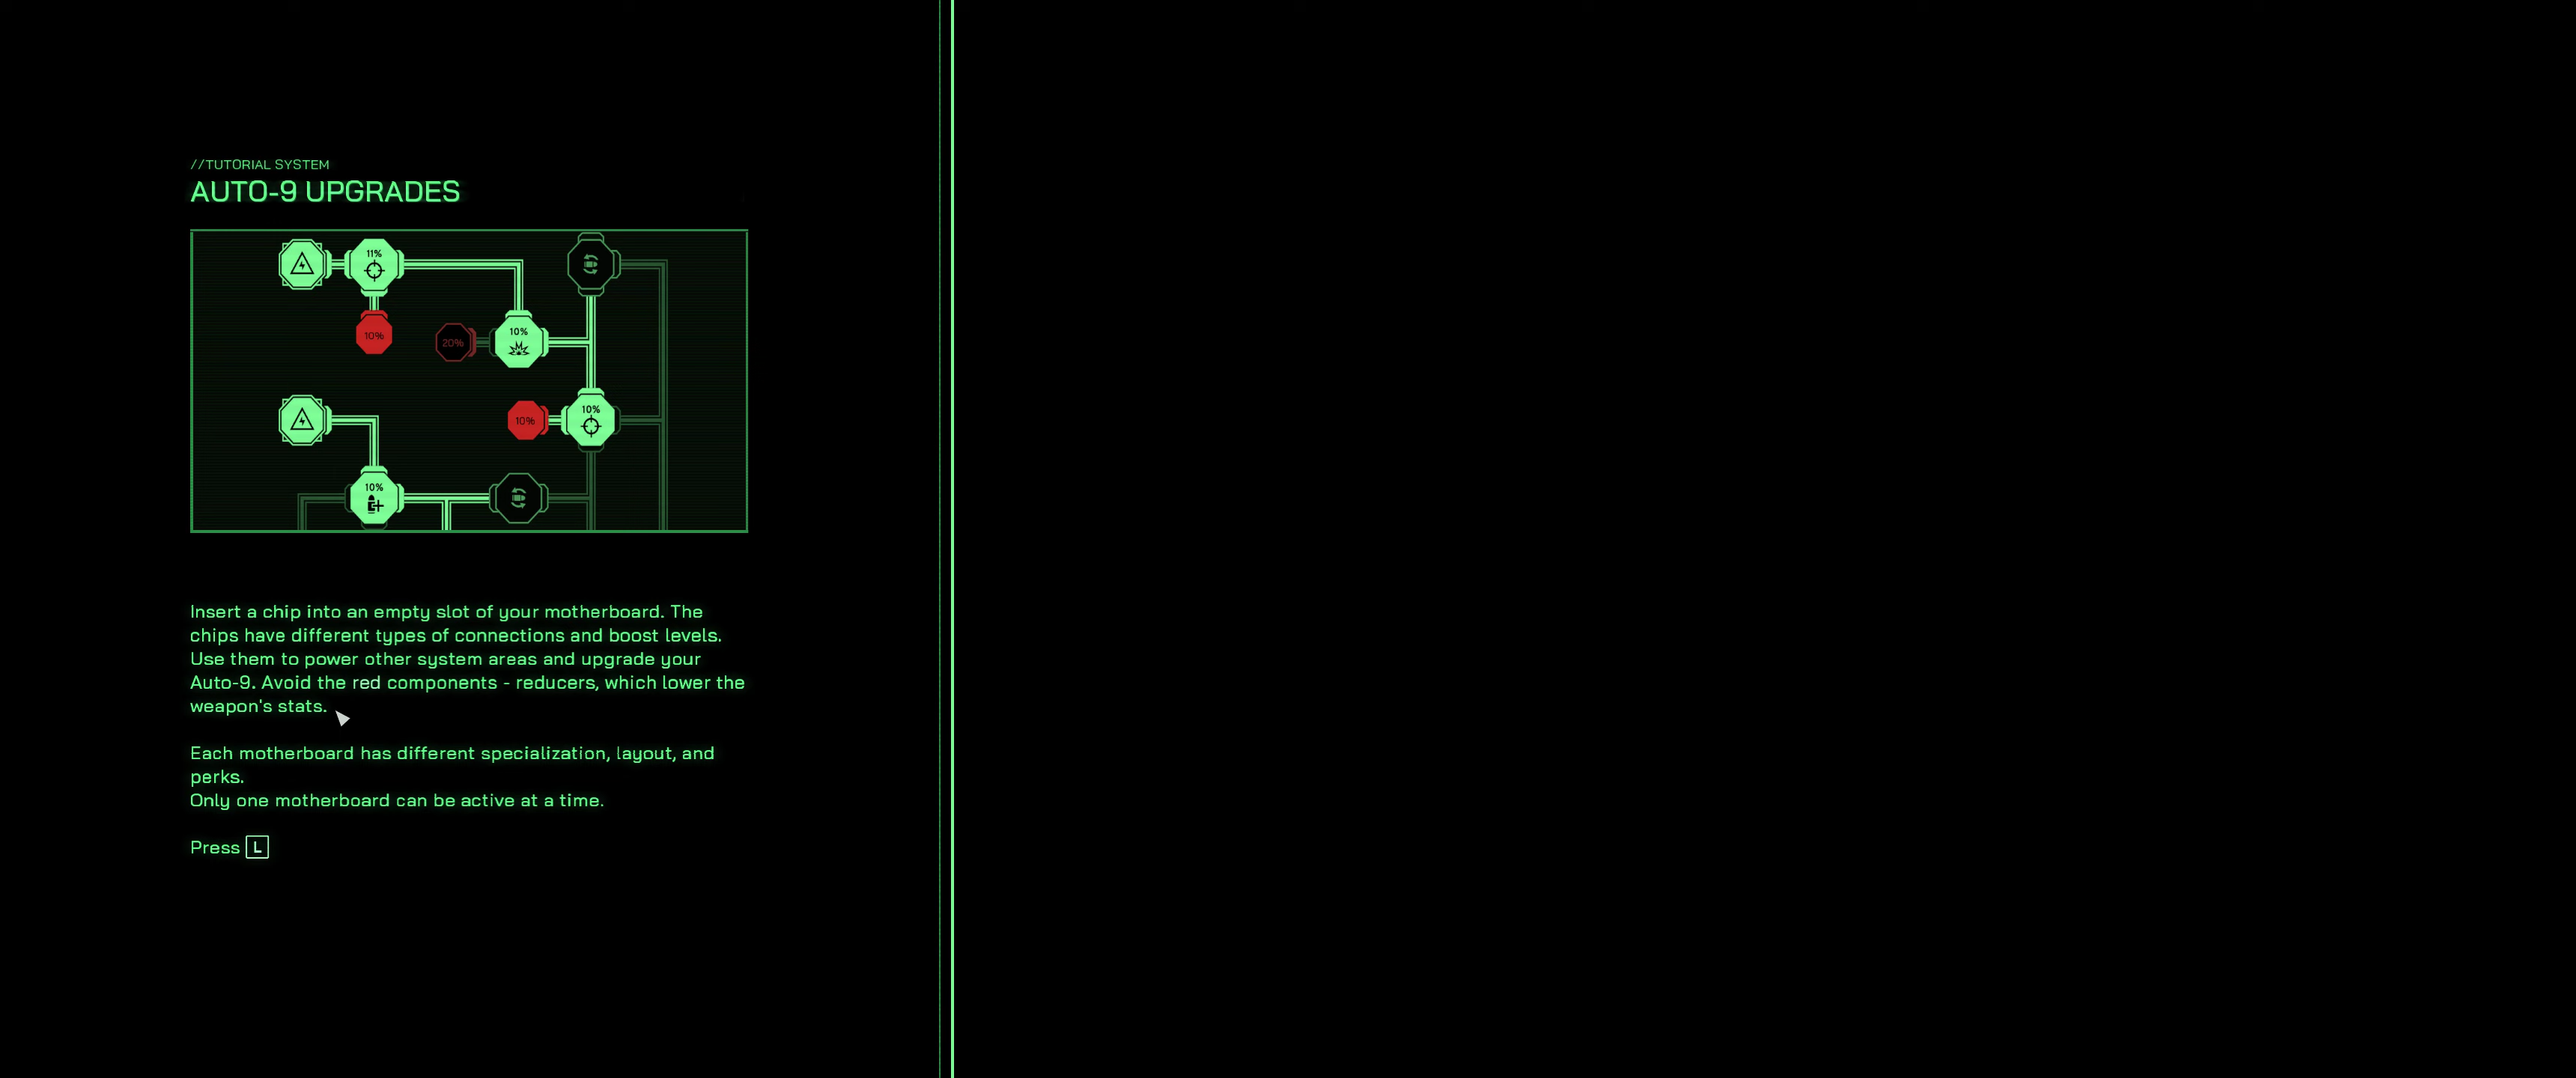 //TUTORIAL SYSTEM
AUTO-9 UPGRADES
11%
10%
20%
10%
10%
10%
10%
Insert a chip into an empty slot of your motherboard. The
chips have different types of connections and boost levels.
Use them to power other system areas and upgrade your
Auto-9. Avoid the red components - reducers, which lower the
weapon's stats.
Each motherboard has different specialization, layout, and
perks.
Only one motherboard can be active at a time.
Press L